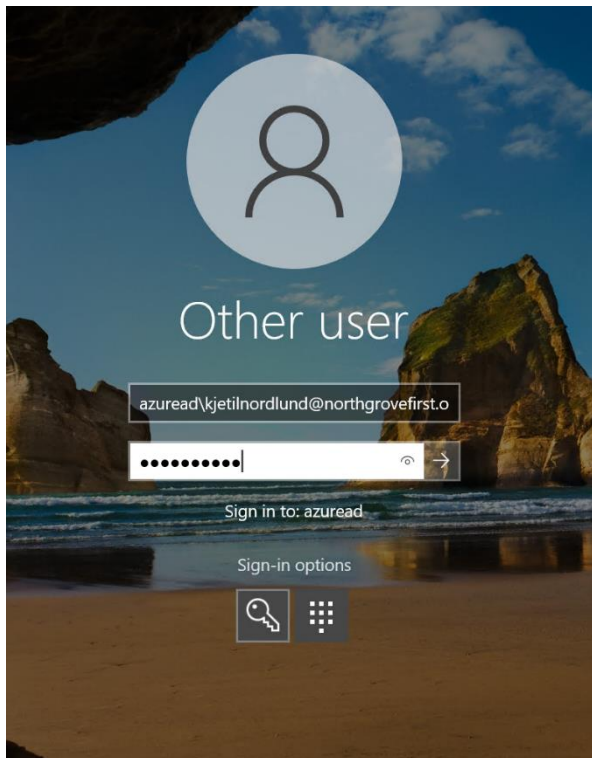 Other user
azuread\kjetilnordlund@northgrovefirst.o
●●●●●●●●●●
Sign in to: azuread
Sign-in options